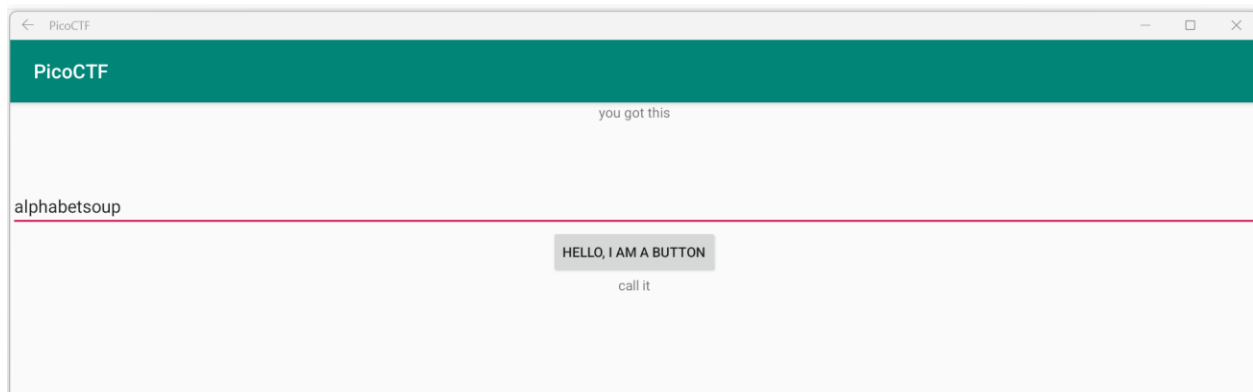 PicoCTF
PicoCTF
you got this
alphabetsoup
HELLO, I AM A BUTTON
call it